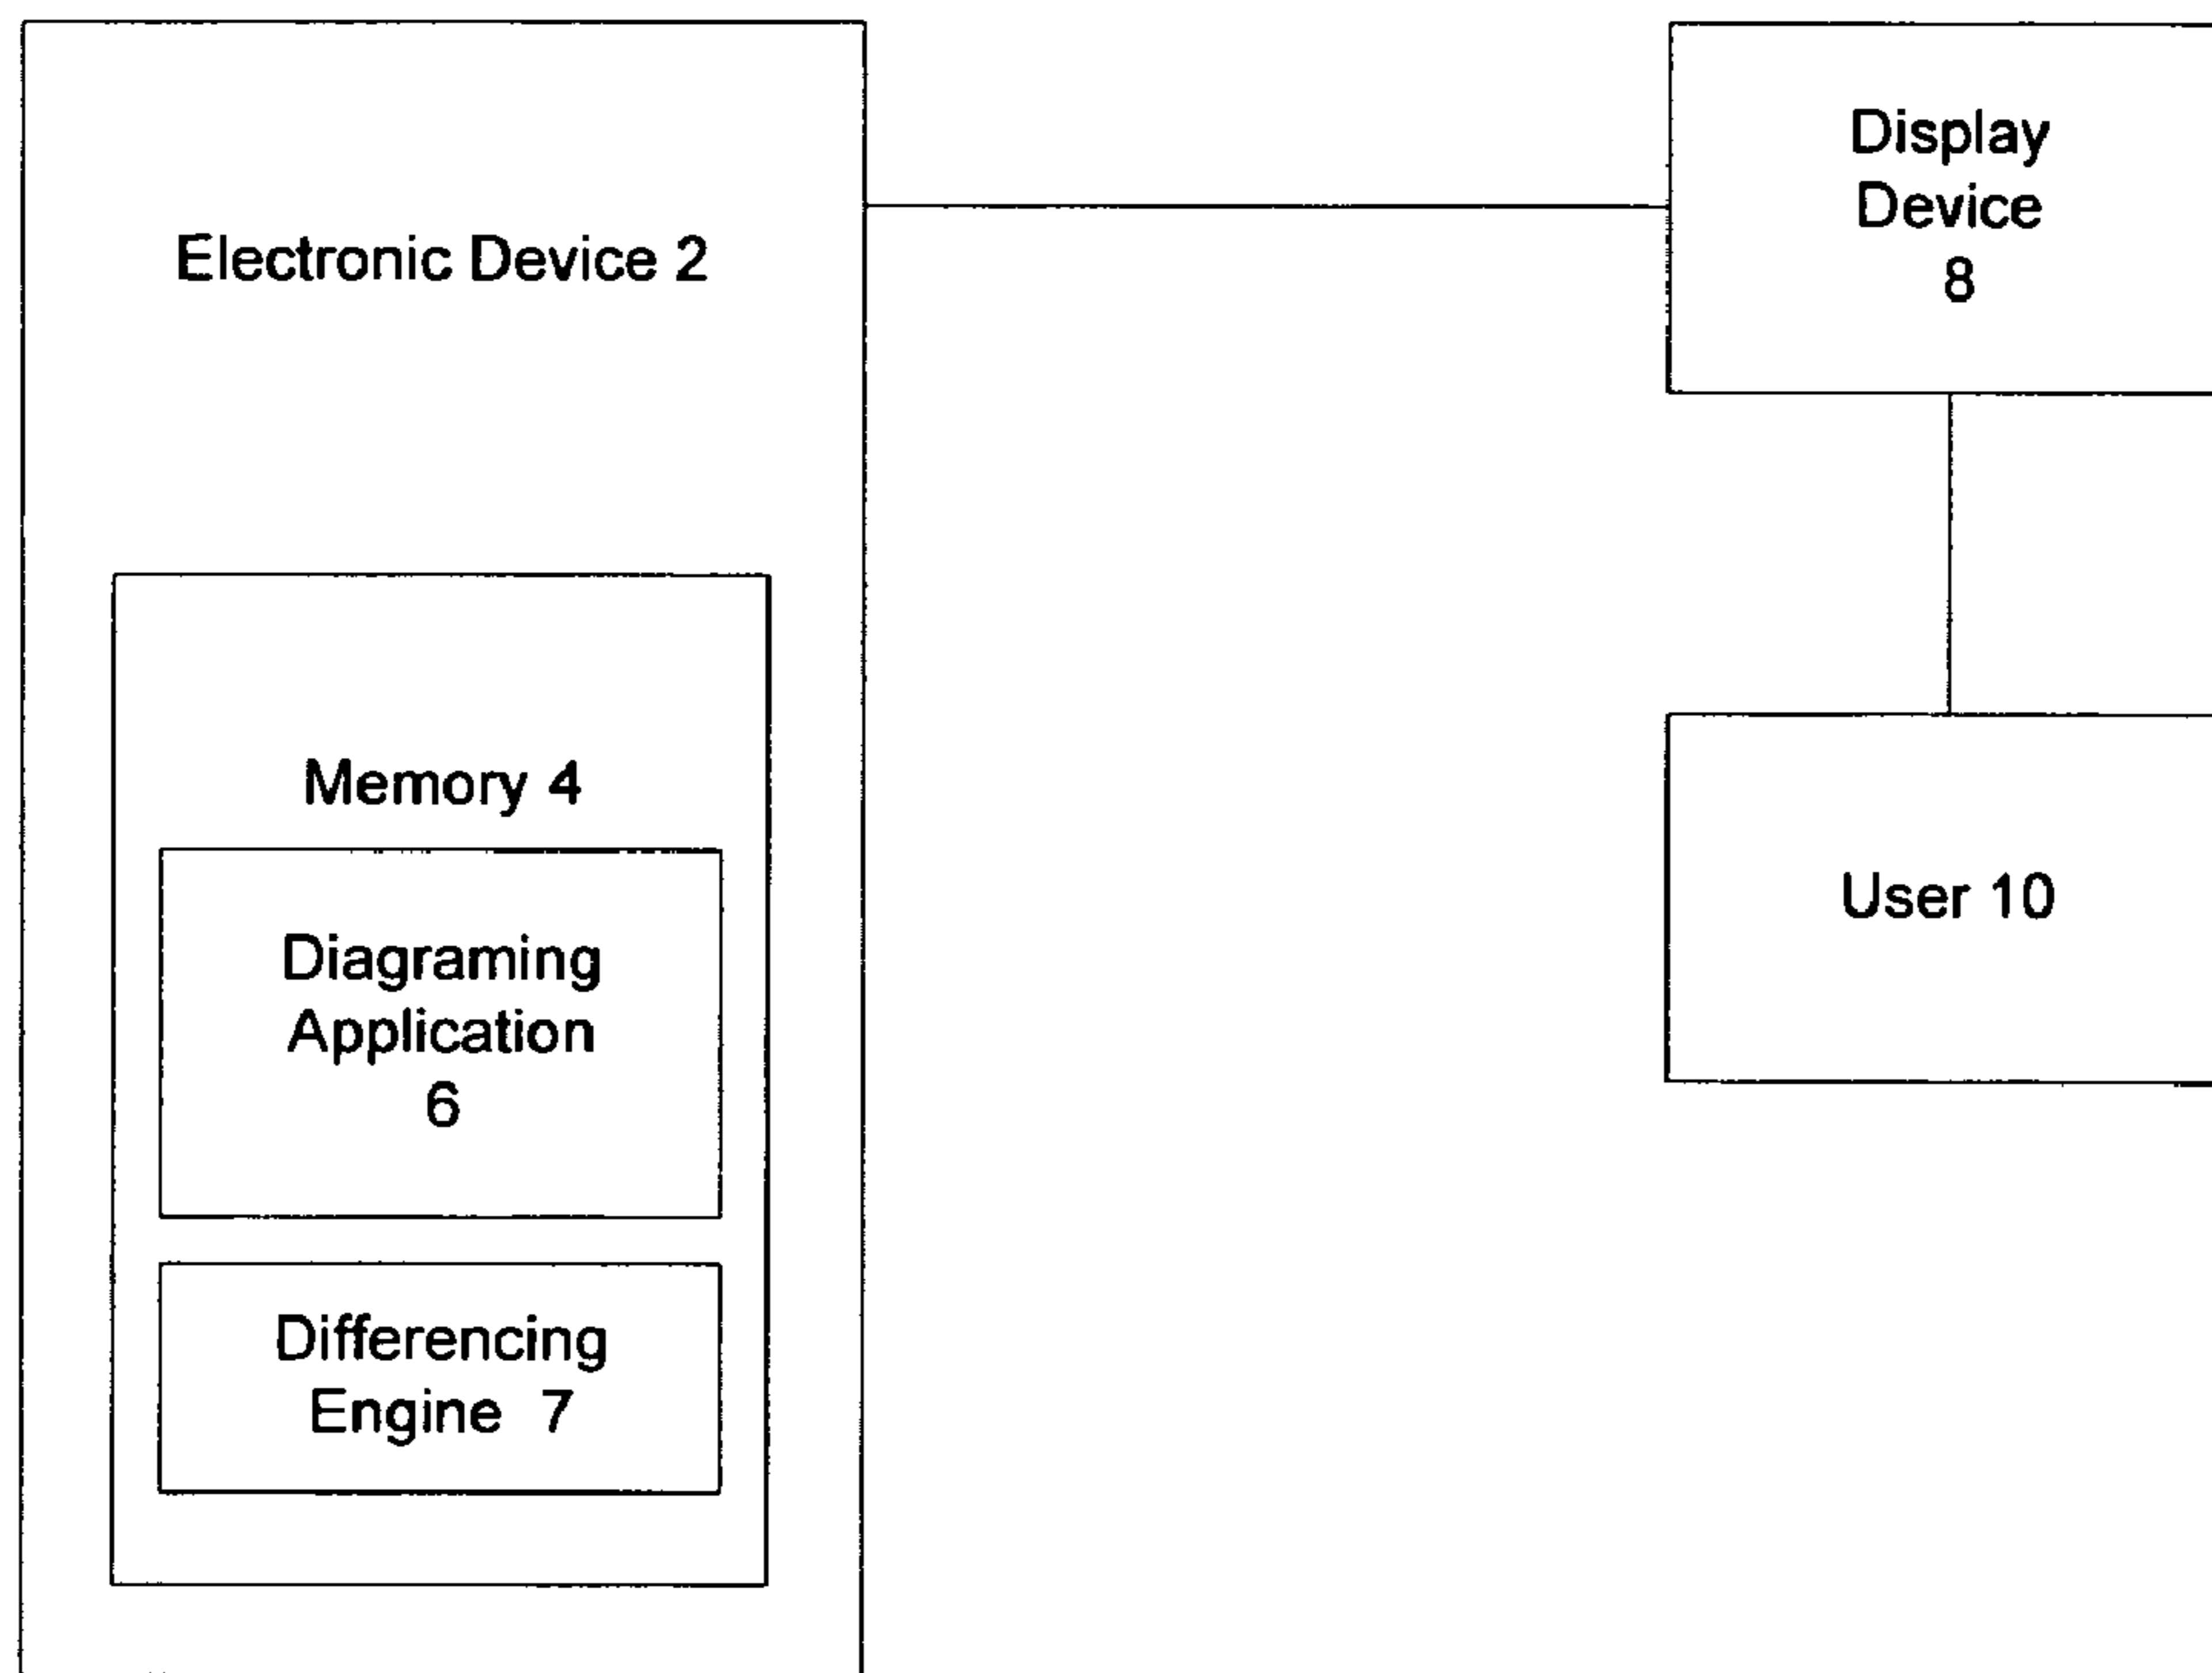 Electronic Device 2
Memory 4
Diagraming
Application
6
Differencing
Engine 7
Display
Device
8
User 10